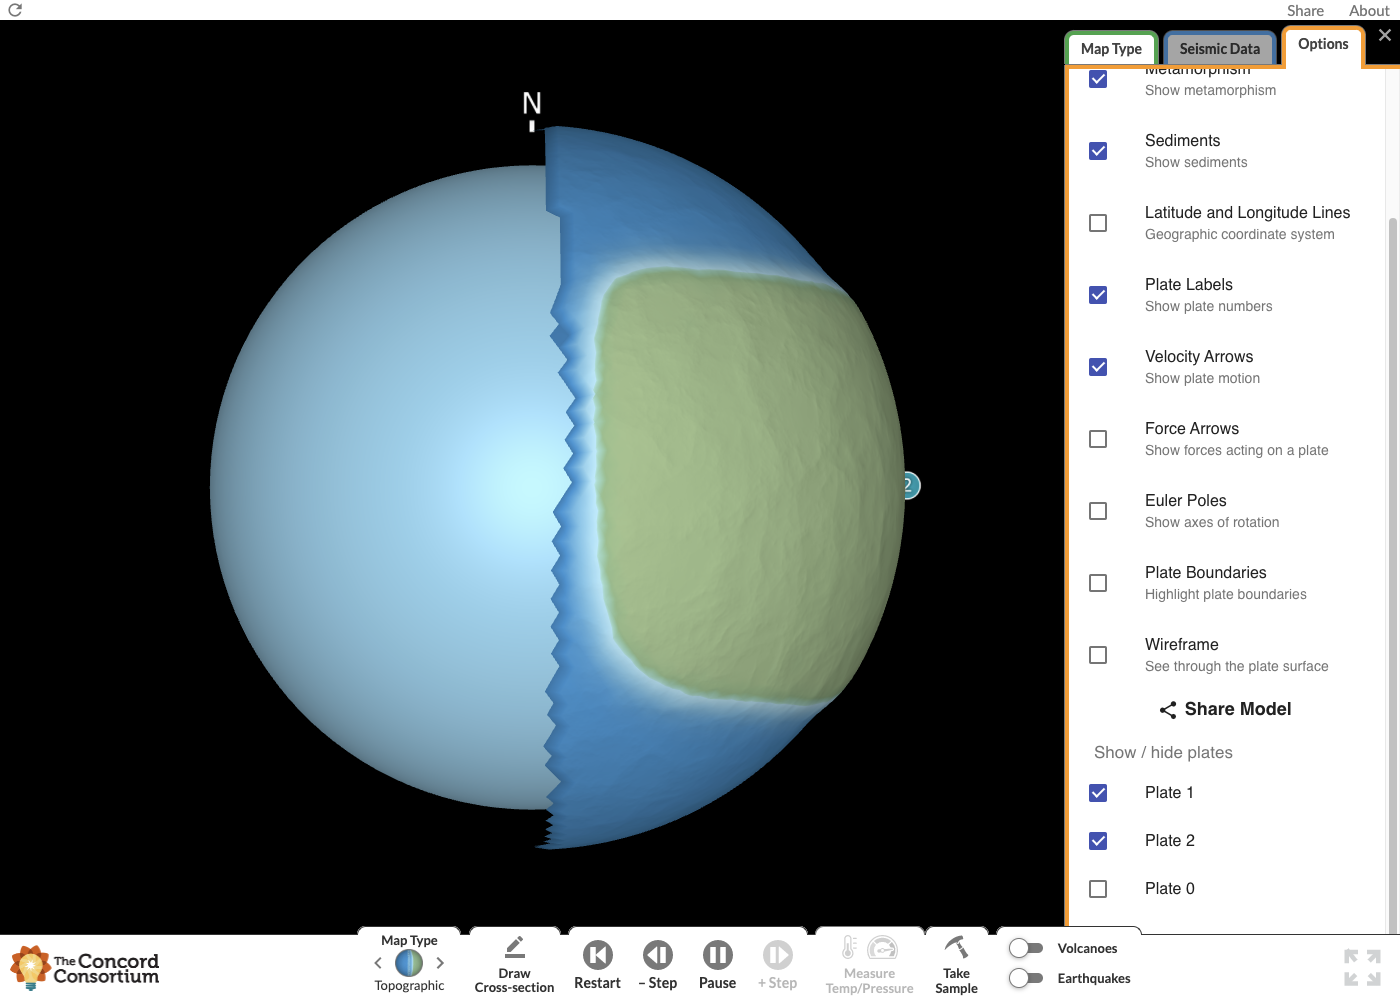 Share About
Map Type Seismic Data Options
N
Metamorphism
Show metamorphism
Sediments
Show sediments
Latitude and Longitude Lines
Geographic coordinate system
Plate Labels
Show plate numbers
Velocity Arrows
Show plate motion
Force Arrows
Show forces acting on a plate
2
Euler Poles
Show axes of rotation
Plate Boundaries
Highlight plate boundaries
Wireframe
See through the plate surface
Share Model
Show / hide plates
Plate 1
Plate 2
Plate 0
The Concord
Consortium
Map Type
Topographic
Draw
Cross-section
Restart
– Step
Pause
+ Step
Measure
Temp/Pressure
Take
Sample
Volcanoes
Earthquakes